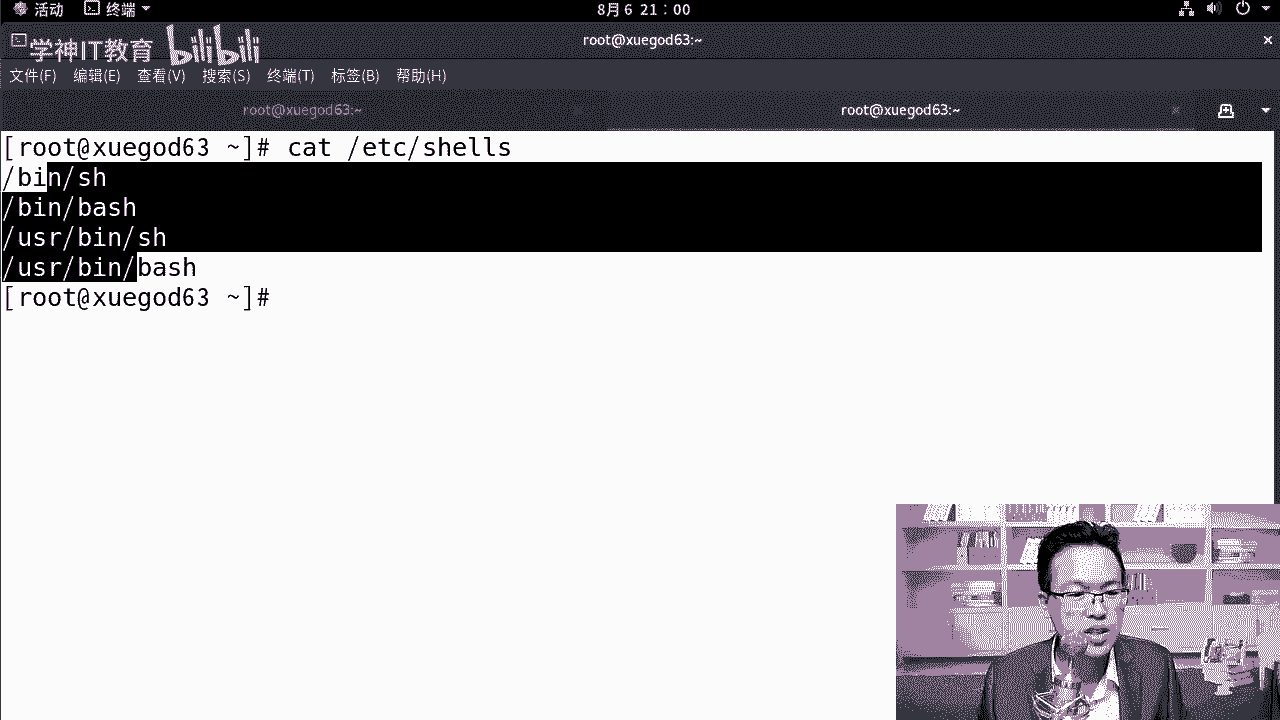 活动 终端 8月6 21：00
学神IT教育 bilibili root@xuegod63:~
文件(F) 编辑(E) 查看(V) 搜索(S) 终端(T) 标签(B) 帮助(H)
root@xuegod63:~ root@xuegod63:~
[root@xuegod63 ~]# cat /etc/shells
/bin/sh
/bin/bash
/usr/bin/sh
/usr/bin/bash
[root@xuegod63 ~]#